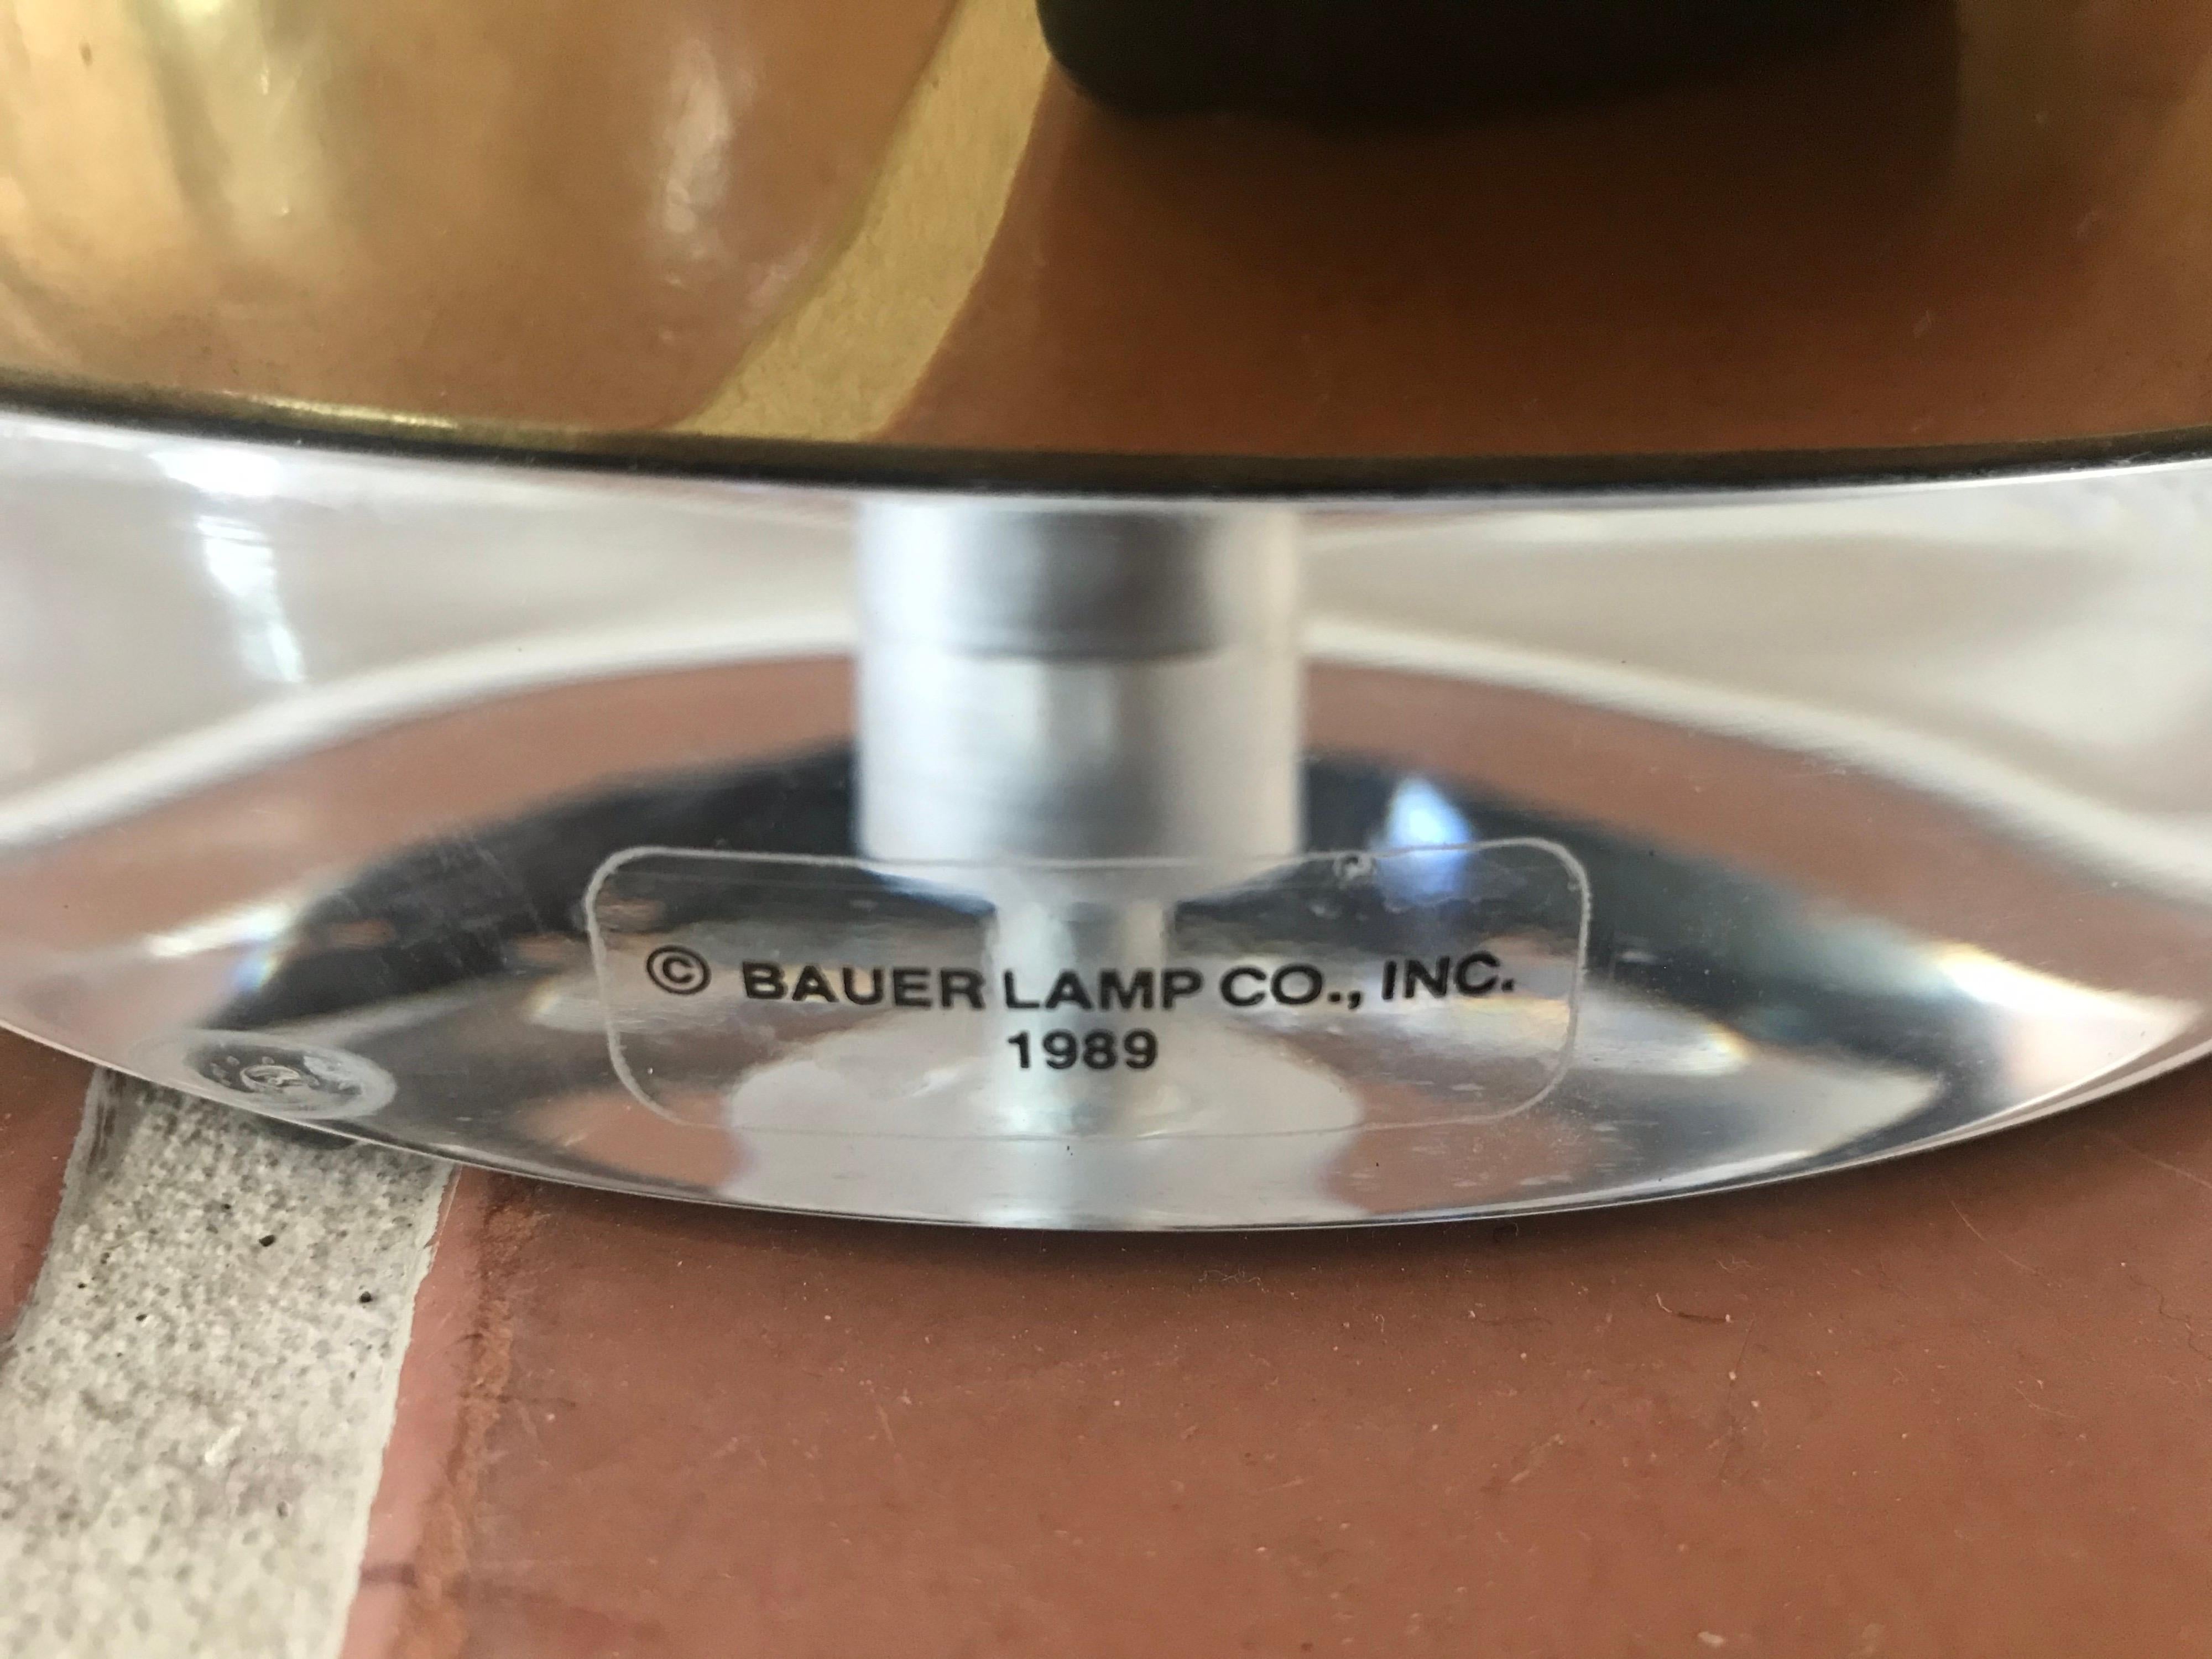 © BAUER LAMP CO., INC.
1989